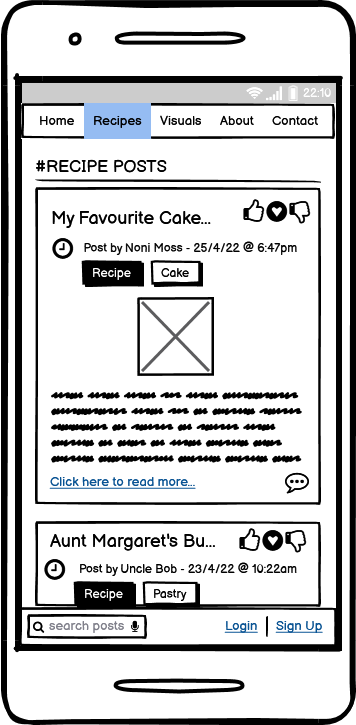 22:10
Home Recipes Visuals About Contact
#RECIPE POSTS
My Favourite Cake...
Post by Noni Moss - 25/4/22 @ 6:47pm
Recipe Cake
Click here to read more...
Aunt Margaret's Bu...
Post by Uncle Bob - 23/4/22 @ 10:22am
Recipe Pastry
search posts Login Sign Up